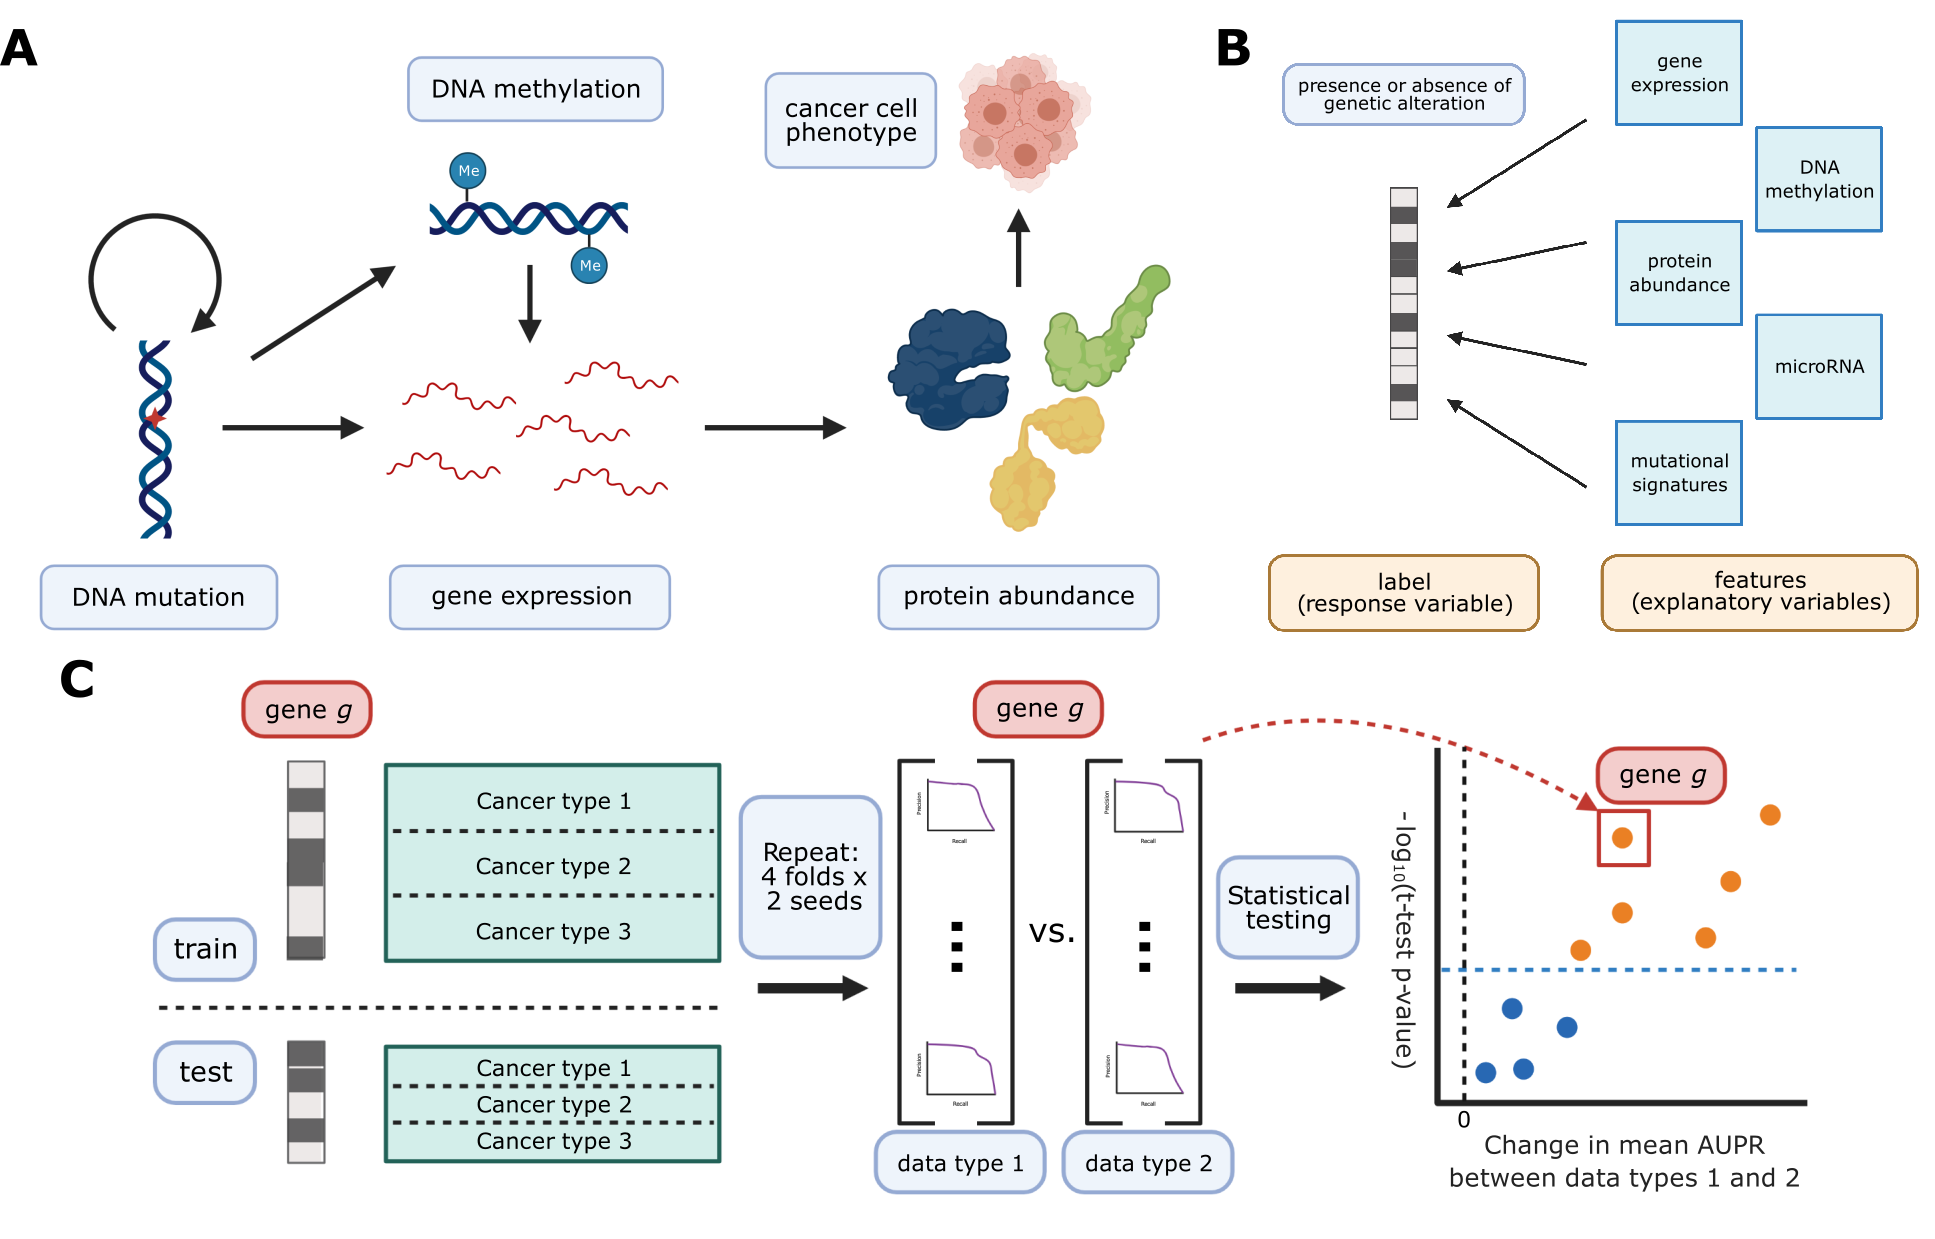 A
DNA methylation
Me
Me
cancer cell
phenotype
DNA mutation
gene expression
protein abundance
B
presence or absence of
genetic alteration
gene
expression
DNA
methylation
protein
abundance
microRNA
mutational
signatures
label
(response variable)
features
(explanatory variables)
C
gene g
train
Cancer type 1
Cancer type 2
Cancer type 3
test
Cancer type 1
Cancer type 2
Cancer type 3
Repeat:
4 folds x
2 seeds
gene g
Precision
Recall
Precision
Recall
vs.
Precision
Recall
Precision
Recall
data type 1
data type 2
Statistical
testing
gene g
-log₁₀(t-test p-value)
0
Change in mean AUPR
between data types 1 and 2